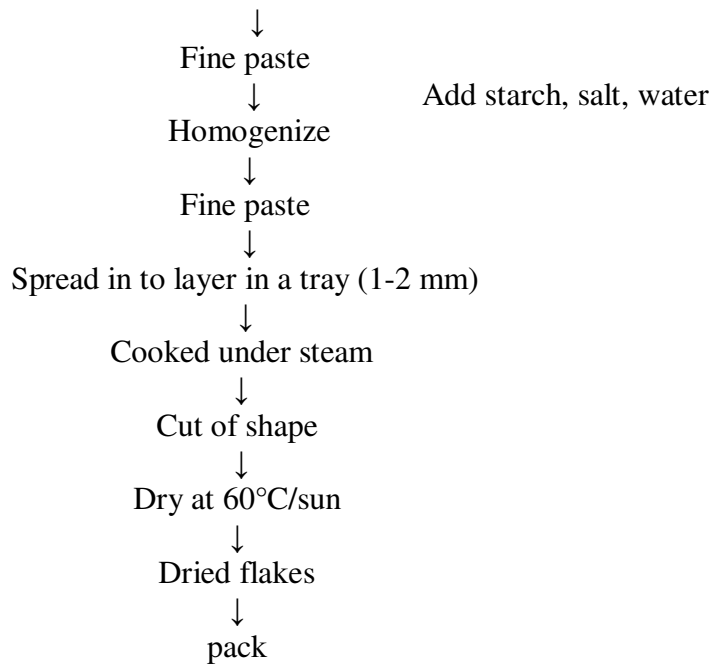 ↓
Fine paste
↓
Add starch, salt, water
Homogenize
↓
Fine paste
↓
Spread in to layer in a tray (1-2 mm)
↓
Cooked under steam
↓
Cut of shape
↓
Dry at 60°C/sun
↓
Dried flakes
↓
pack